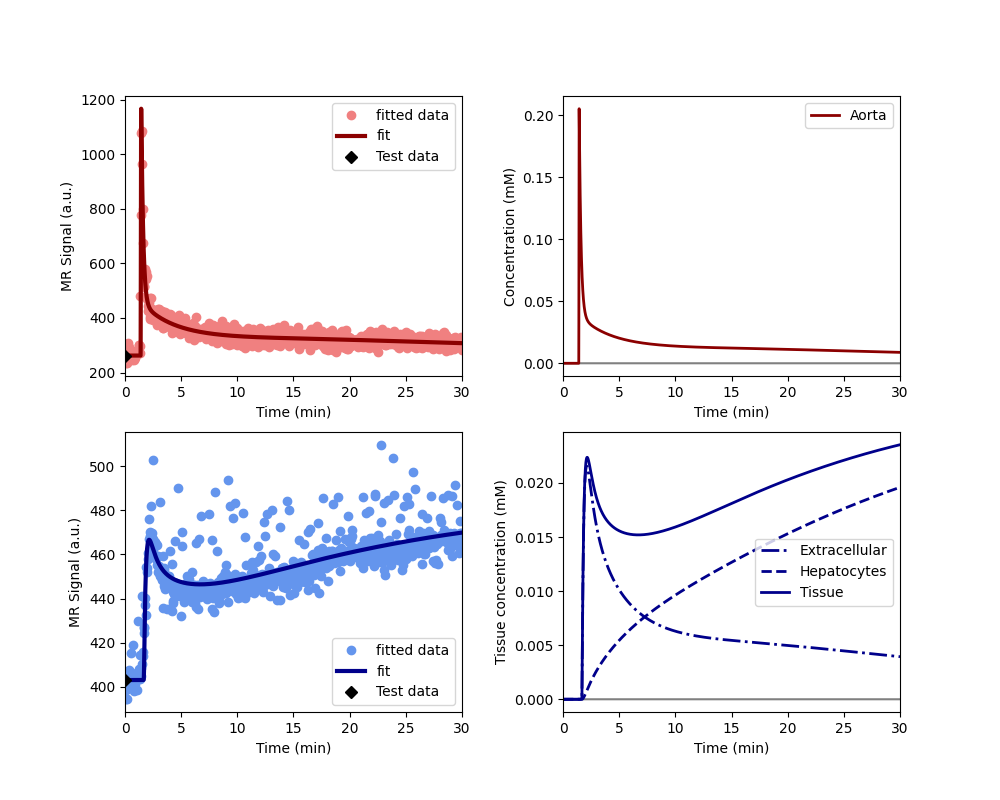 MR Signal (a.u.)
1200
1000
800
600
400
200
0 5 10 15 20 25 30
Time (min)
fitted data
fit
Test data
Concentration (mM)
0.20
0.15
0.10
0.05
0.00
0 5 10 15 20 25 30
Time (min)
Aorta
MR Signal (a.u.)
500
480
460
440
420
400
0 5 10 15 20 25 30
Time (min)
fitted data
fit
Test data
Tissue concentration (mM)
0.020
0.015
0.010
0.005
0.000
0 5 10 15 20 25 30
Time (min)
Extracellular
Hepatocytes
Tissue